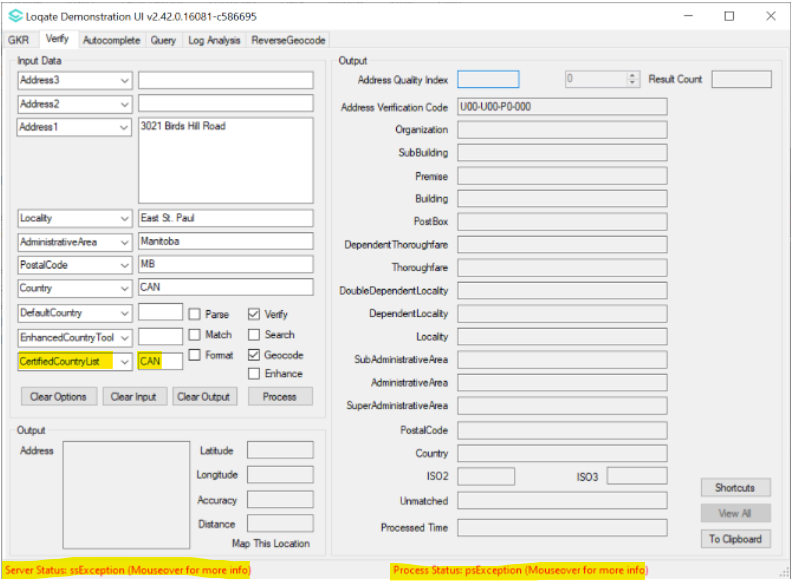 Loqate Demonstration UI v2.42.0.16081-c586695
GKR Verify Autocomplete Query Log Analysis ReverseGeocode
Input Data
Address3
Address2
Address1 3021 Birds Hill Road
Locality East St. Paul
AdministrativeArea Manitoba
PostalCode MB
Country CAN
DefaultCountry Parse Verify
EnhancedCountryTool Match Search
CertifiedCountryList CAN Format Geocode
Enhance
Clear Options Clear Input Clear Output Process
Output
Address Latitude
Longitude
Accuracy
Distance
Map This Location
Output
Address Quality Index 0 Result Count
Address Verification Code U00-U00-P0-000
Organization
SubBuilding
Premise
Building
PostBox
DependentThoroughfare
Thoroughfare
DoubleDependentLocality
DependentLocality
Locality
SubAdministrativeArea
AdministrativeArea
SuperAdministrativeArea
PostalCode
Country
ISO2 ISO3
Unmatched
Processed Time
Shortcuts
View All
To Clipboard
Server Status: ssException (Mouseover for more info) Process Status: psException (Mouseover for more info)